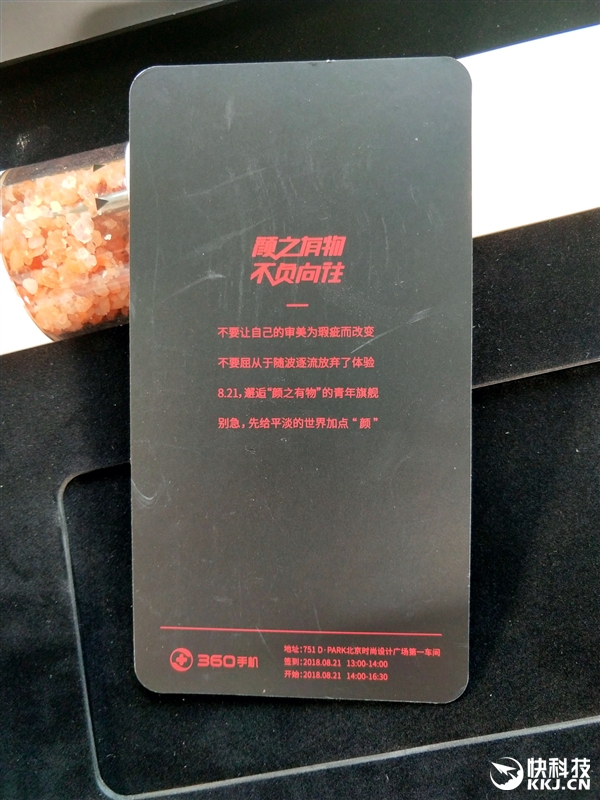 颜之有物
不负向往
不要让自己的审美为瑕疵而改变
不要屈从于随波逐流放弃了体验
8.21,邂逅“颜之有物”的青年旗舰
别急,先给平淡的世界加点“颜”
360手机
地址:751 D·PARK北京时尚设计广场第一车间
签到:2018.08.21 13:00-14:00
开始:2018.08.21 14:00-16:30
快科技
KKJ.CN